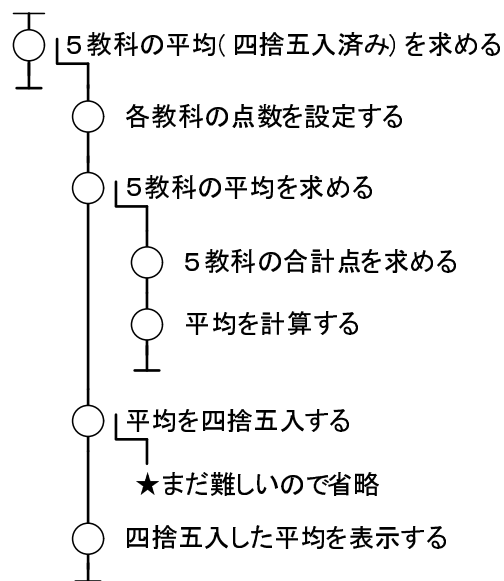 ５教科の平均(四捨五入済み)を求める
各教科の点数を設定する
５教科の平均を求める
５教科の合計点を求める
平均を計算する
平均を四捨五入する
★まだ難しいので省略
四捨五入した平均を表示する